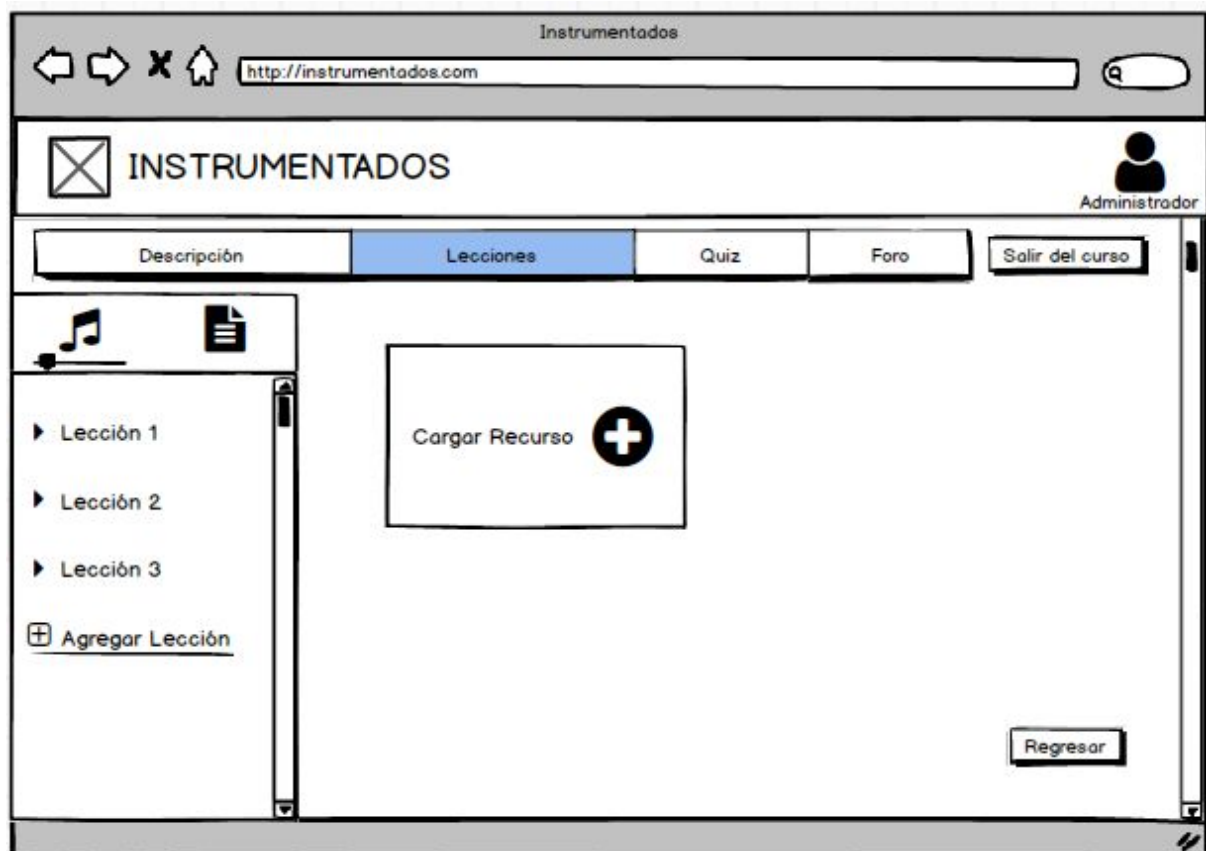 Instrumentados
http://instrumentados.com
INSTRUMENTADOS
Administrador
Descripción
Lecciones
Quiz
Foro
Salir del curso
Lección 1
Lección 2
Lección 3
Agregar Lección
Cargar Recurso
Regresar